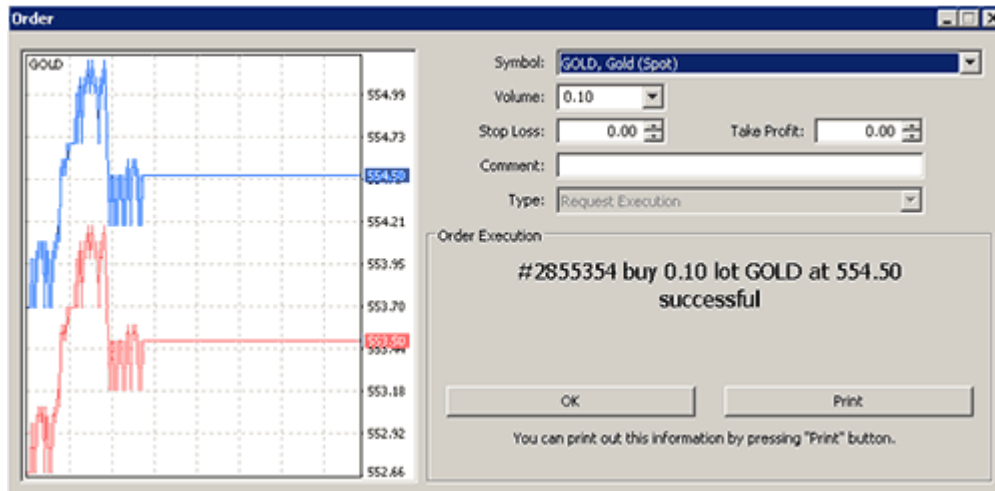 Order
GOLD
554.99
554.73
554.50
554.21
553.95
553.70
553.50
553.44
553.18
552.92
552.66
Symbol: GOLD, Gold (Spot)
Volume: 0.10
Stop Loss: 0.00 Take Profit: 0.00
Comment:
Type: Request Execution
Order Execution
#2855354 buy 0.10 lot GOLD at 554.50
successful
OK Print
You can print out this information by pressing "Print" button.